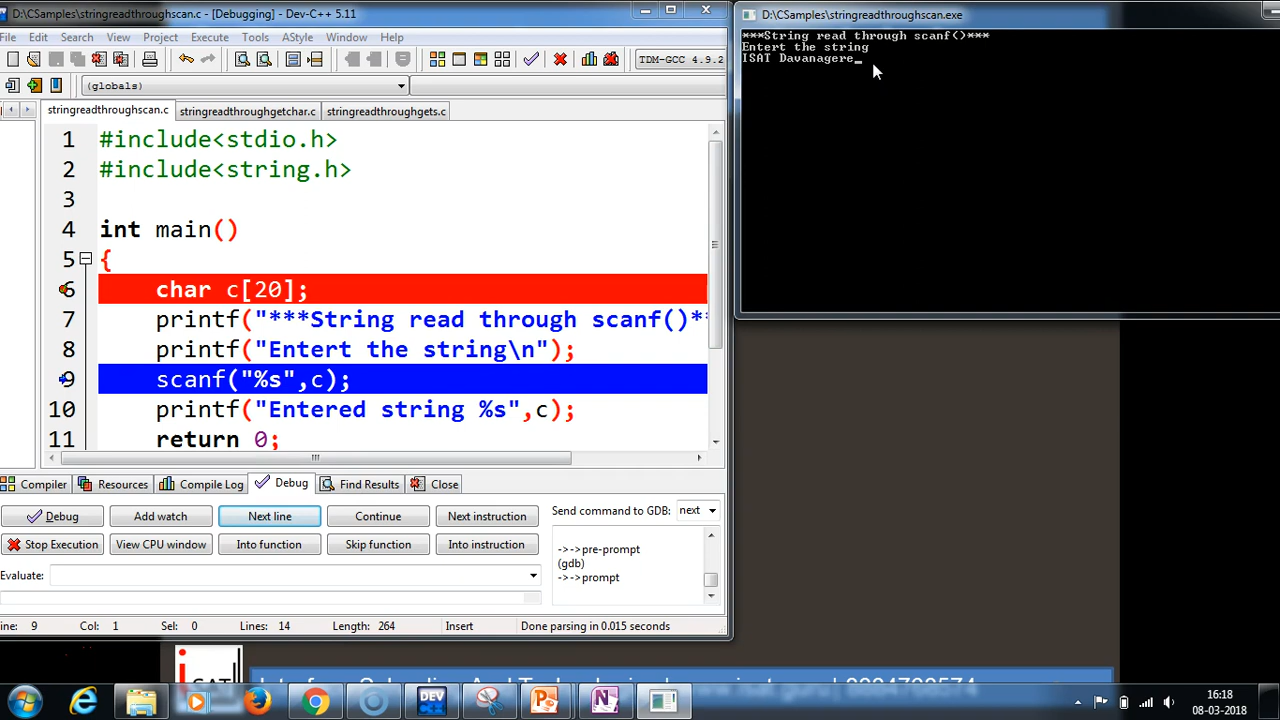 D:\CSamples\stringreadthroughscan.c - [Debugging] - Dev-C++ 5.11
File Edit Search View Project Execute Tools AStyle Window Help
TDM-GCC 4.9.2
(globals)
stringreadthroughscan.c stringreadthroughgetchar.c stringreadthroughgets.c
1 #include<stdio.h>
2 #include<string.h>
3
4 int main()
5 {
6 char c[20];
7 printf("***String read through scanf()**
8 printf("Entert the string\n");
9 scanf("%s",c);
10 printf("Entered string %s",c);
11 return 0;
Compiler Resources Compile Log Debug Find Results Close
Debug Add watch Next line Continue Next instruction
Send command to GDB: next
Stop Execution View CPU window Into function Skip function Into instruction
->->pre-prompt
(gdb)
->->prompt
Evaluate:
ine: 9 Col: 1 Sel: 0 Lines: 14 Length: 264 Insert Done parsing in 0.015 seconds
D:\CSamples\stringreadthroughscan.exe
***String read through scanf()***
Entert the string
ISAT Davanagere_
iSAT
DEV
16:18
08-03-2018